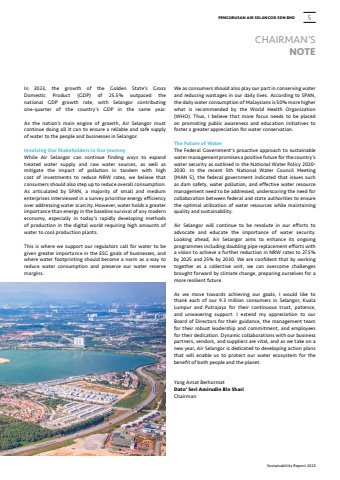 PENGURUSAN AIR SELANGOR SDN BHD 5
CHAIRMAN'S
NOTE
In 2023, the growth of the Golden State's Gross
Domestic Product (GDP) of 25.5% outpaced the
national GDP growth rate, with Selangor contributing
one-quarter of the country's GDP in the same year.
As the nation's main engine of growth, Air Selangor must
continue doing all it can to ensure a reliable and safe supply
of water to the people and businesses in Selangor.
Involving Our Stakeholders in Our Journey
While Air Selangor can continue finding ways to expand
treated water supply and raw water sources, as well as
mitigate the impact of pollution in tandem with high
cost of investments to reduce NRW rates, we believe that
consumers should also step up to reduce overall consumption.
As articulated by SPAN, a majority of small and medium
enterprises interviewed in a survey prioritise energy efficiency
over addressing water scarcity. However, water holds a greater
importance than energy in the baseline survival of any modern
economy, especially in today's rapidly developing methods
of production in the digital world requiring high amounts of
water to cool production plants.
This is where we support our regulators call for water to be
given greater importance in the ESG goals of businesses, and
where water footprinting should become a norm as a way to
reduce water consumption and preserve our water reserve
margins.
We as consumers should also play our part in conserving water
and reducing wastages in our daily lives. According to SPAN,
the daily water consumption of Malaysians is 50% more higher
what is recommended by the World Health Organization
(WHO). Thus, I believe that more focus needs to be placed
on promoting public awareness and education initiatives to
foster a greater appreciation for water conservation.
The Future of Water
The Federal Government's proactive approach to sustainable
water management promises a positive future for the country's
water security as outlined in the National Water Policy 2020-
2030. In the recent 5th National Water Council Meeting
[MAN 5], the federal government indicated that issues such
as dam safety, water pollution, and effective water resource
management need to be addressed, underscoring the need for
collaboration between federal and state authorities to ensure
the optimal utilisation of water resources while maintaining
quality and sustainability.
Air Selangor will continue to be resolute in our efforts to
advocate and educate the importance of water security.
Looking ahead, Air Selangor aims to enhance its ongoing
programmes including doubling pipe replacement efforts with
a vision to achieve a further reduction in NRW rates to 27.5%
by 2025 and 25% by 2030. We are confident that by working
together as a collective unit, we can overcome challenges
brought forward by climate change, preparing ourselves for a
more resilient future.
As we move towards achieving our goals, I would like to
thank each of our 9.3 million consumers in Selangor, Kuala
Lumpur and Putrajaya for their continuous trust, patience,
and unwavering support. I extend my appreciation to our
Board of Directors for their guidance, the management team
for their robust leadership and commitment, and employees
for their dedication. Dynamic collaborations with our business
partners, vendors, and suppliers are vital, and as we take on a
new year, Air Selangor is dedicated to developing action plans
that will enable us to protect our water ecosystem for the
benefit of both people and the planet.
Yang Amat Berhormat
Dato' Seri Amirudin Bin Shari
Chairman
Sustainability Report 2023